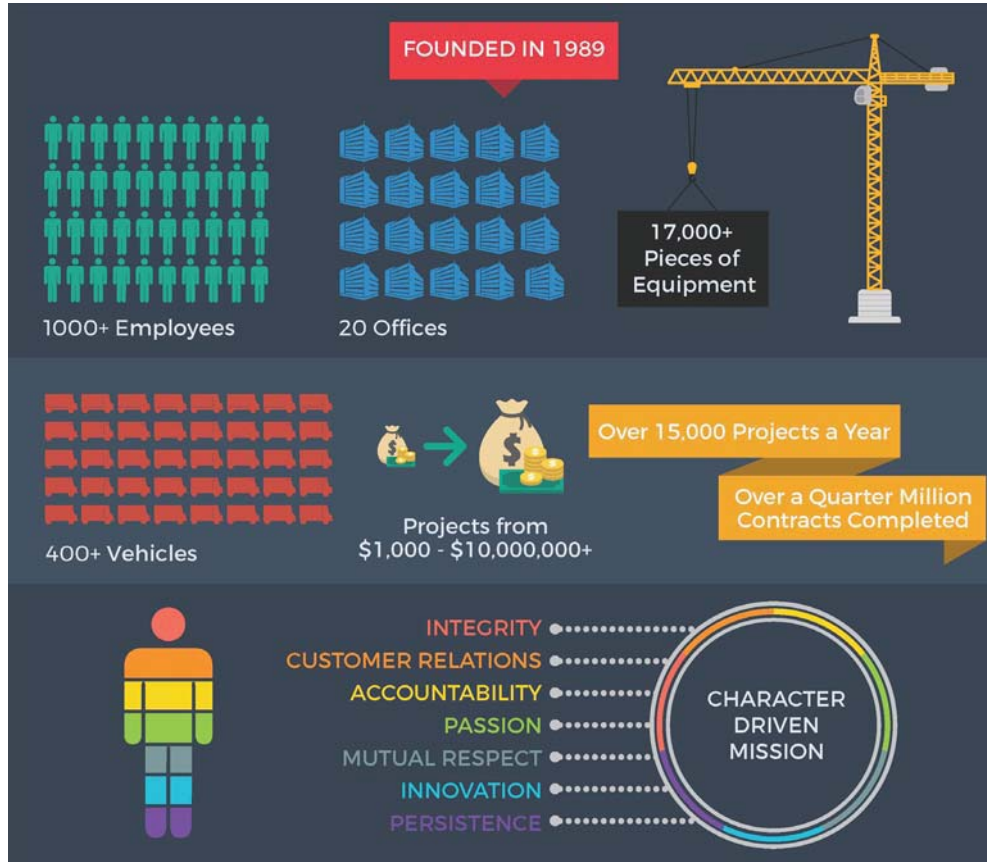 FOUNDED IN 1989
1000+ Employees
20 Offices
17,000+
Pieces of
Equipment
400+ Vehicles
$
$
Projects from
$1,000 - $10,000,000+
Over 15,000 Projects a Year
Over a Quarter Million
Contracts Completed
INTEGRITY
CUSTOMER RELATIONS
ACCOUNTABILITY
PASSION
MUTUAL RESPECT
INNOVATION
PERSISTENCE
CHARACTER
DRIVEN
MISSION